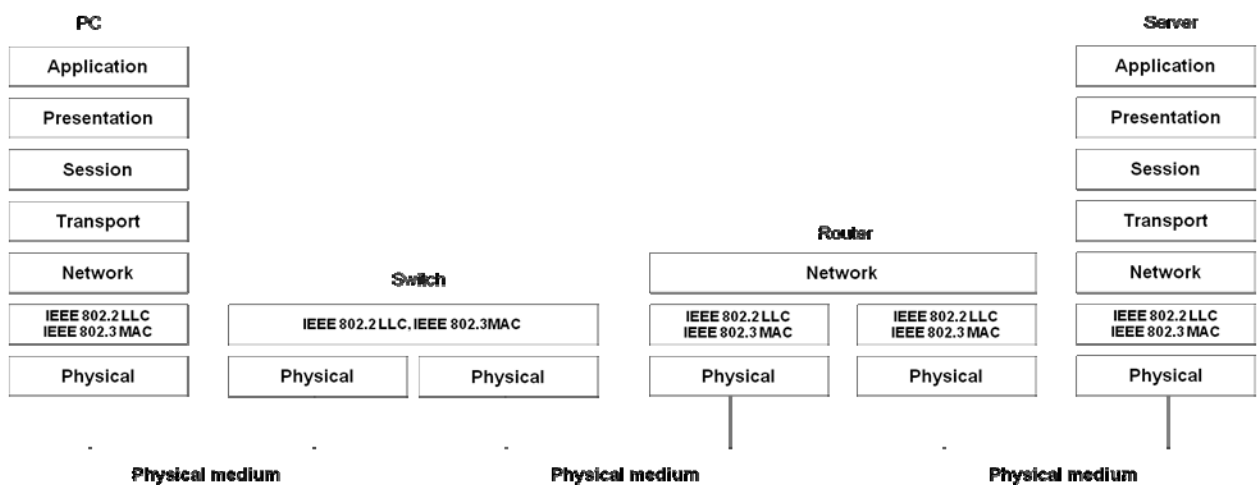 PC
Application
Presentation
Session
Transport
Network
IEEE 802.2 LLC
IEEE 802.3 MAC
Physical
Switch
IEEE 802.2 LLC, IEEE 802.3MAC
Physical
Physical
Router
Network
IEEE 802.2 LLC
IEEE 802.3 MAC
IEEE 802.2 LLC
IEEE 802.3 MAC
Physical
Physical
Server
Application
Presentation
Session
Transport
Network
IEEE 802.2 LLC
IEEE 802.3 MAC
Physical
Physical medium
Physical medium
Physical medium